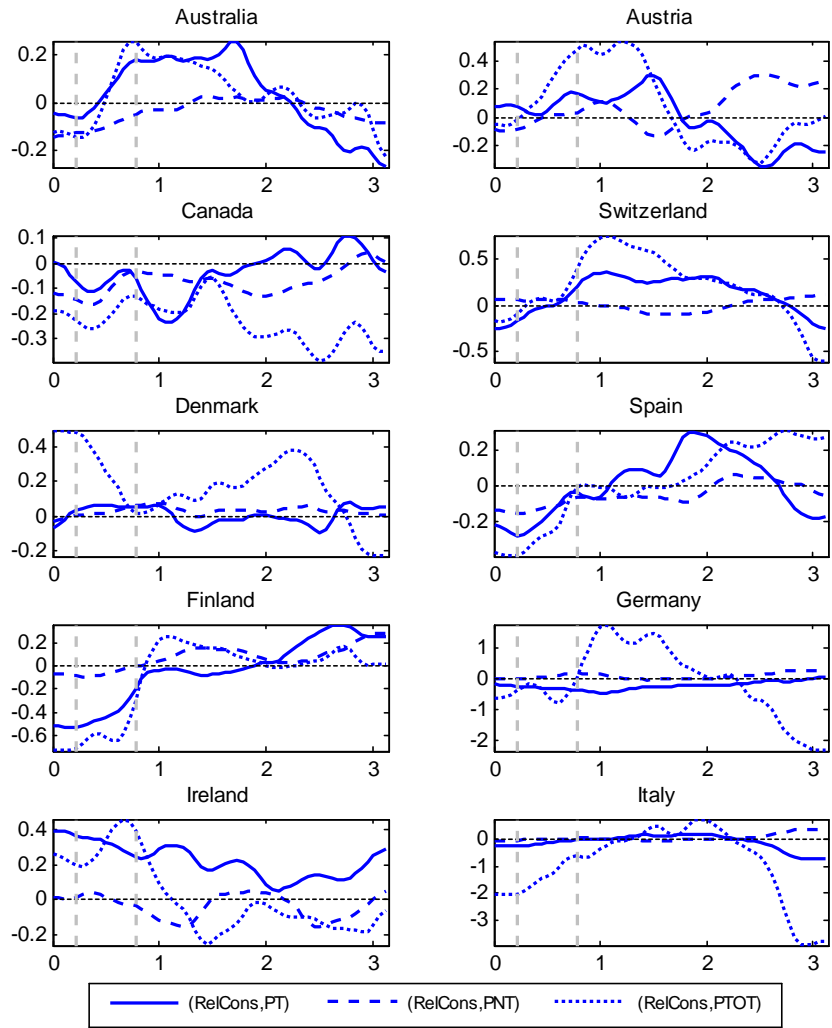 Australia
Austria
0.2
0
-0.2
0 1 2 3
0.4
0.2
0
-0.2
0 1 2 3
Canada
Switzerland
0.1
0
-0.1
-0.2
-0.3
0 1 2 3
0.5
0
-0.5
0 1 2 3
Denmark
Spain
0.4
0.2
0
-0.2
0 1 2 3
0.2
0
-0.2
0 1 2 3
Finland
Germany
0.2
0
-0.2
-0.4
-0.6
0 1 2 3
1
0
-1
-2
0 1 2 3
Ireland
Italy
0.4
0.2
0
-0.2
0 1 2 3
0
-1
-2
-3
0 1 2 3
(RelCons,PT) (RelCons,PNT) (RelCons,PTOT)